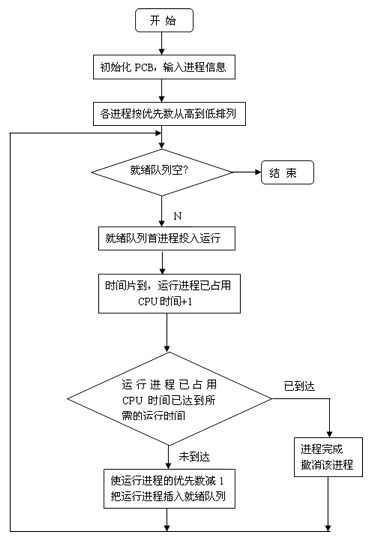 开 始
初始化 PCB，输入进程信息
各进程按优先数从高到低排列
就绪队列空?
结 束
N
就绪队列首进程投入运行
时间片到，运行进程已占用
CPU 时间+1
运行进程已占用
CPU 时间已达到所
需的运行时间
已到达
进程完成
撤消该进程
未到达
使运行进程的优先数减 1
把运行进程插入就绪队列